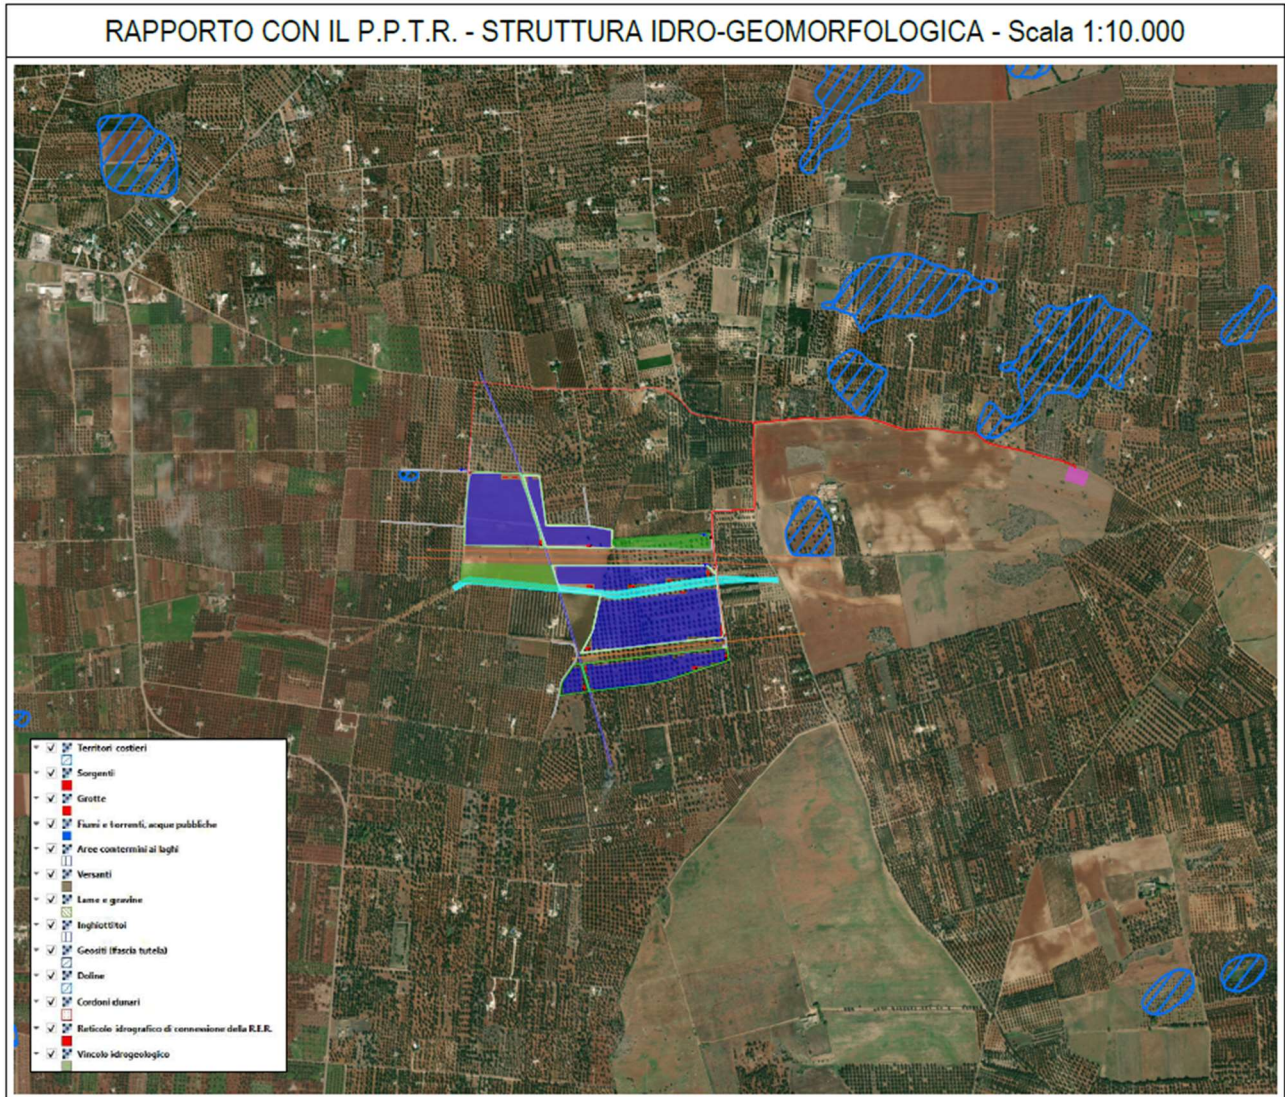 RAPPORTO CON IL P.P.T.R. - STRUTTURA IDRO-GEOMORFOLOGICA - Scala 1:10.000
Territori costieri
Sorgenti
Grotte
Fiumi e torrenti, acque pubbliche
Aree contermini ai laghi
Versanti
Lame e gravine
Inghiottitoi
Geositi (fascia tutela)
Doline
Cordoni dunari
Reticolo idrografico di connessione della R.E.R.
Vincolo idrogeologico